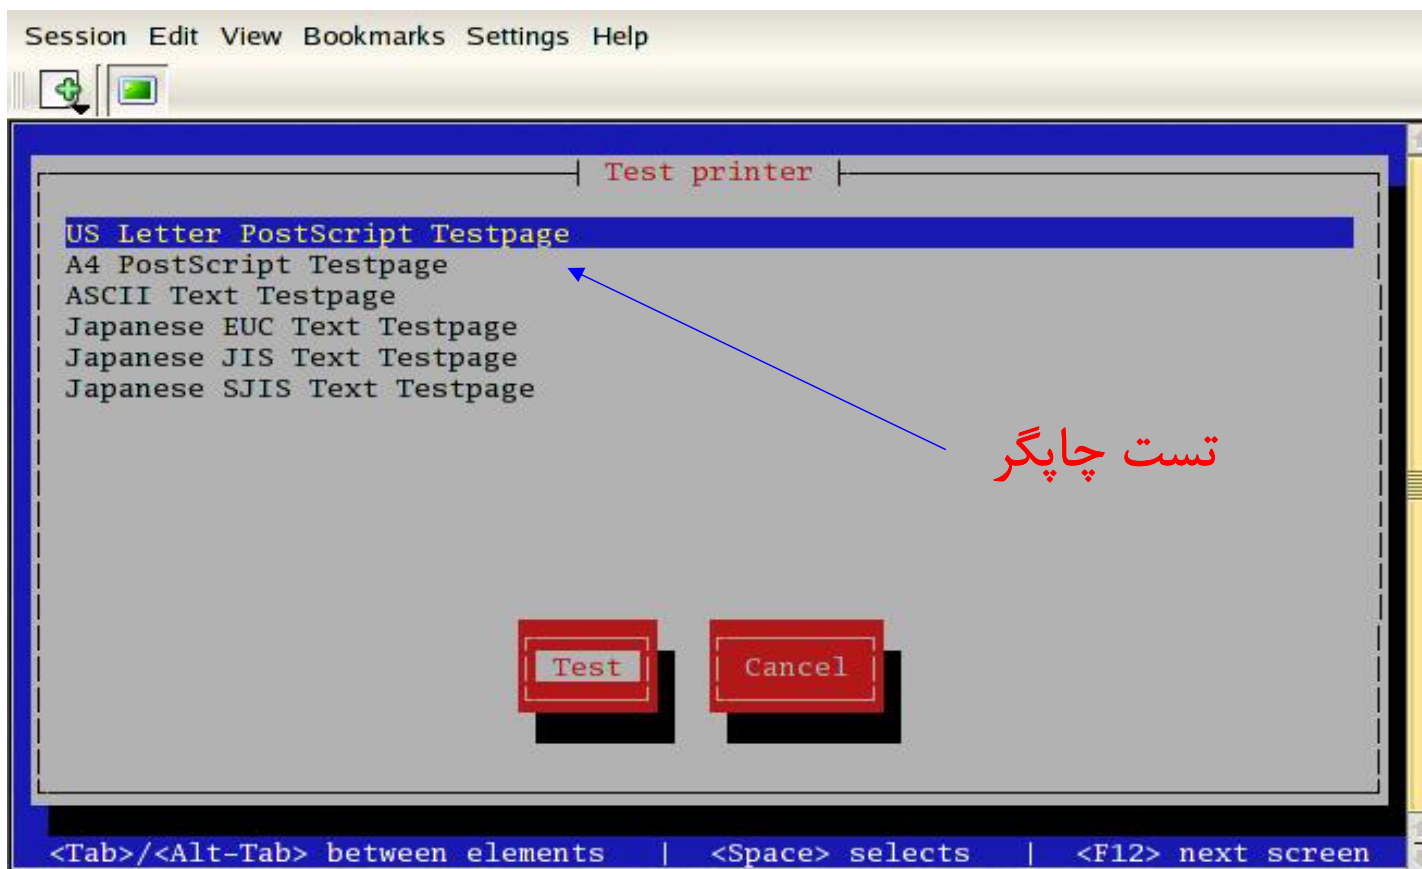 Session Edit View Bookmarks Settings Help
Test printer
US Letter PostScript Testpage
A4 PostScript Testpage
ASCII Text Testpage
Japanese EUC Text Testpage
Japanese JIS Text Testpage
Japanese SJIS Text Testpage
تست چاپگر
Test Cancel
<Tab>/<Alt-Tab> between elements | <Space> selects | <F12> next screen